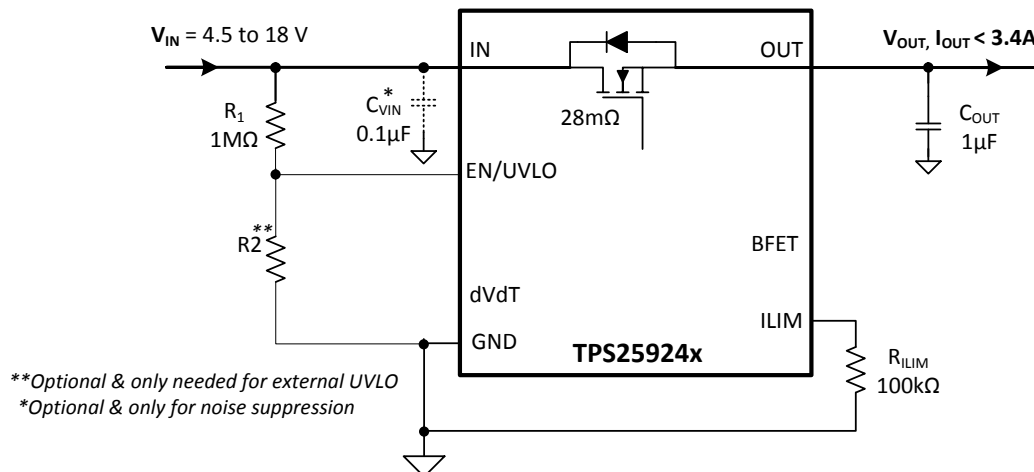 V_IN = 4.5 to 18 V
IN
OUT
V_OUT, I_OUT < 3.4A
28mΩ
R_1
1MΩ
C_VIN*
0.1µF
C_OUT
1µF
EN/UVLO
R2**
BFET
dVdT
ILIM
GND
TPS25924x
R_ILIM
100kΩ
**Optional & only needed for external UVLO
*Optional & only for noise suppression